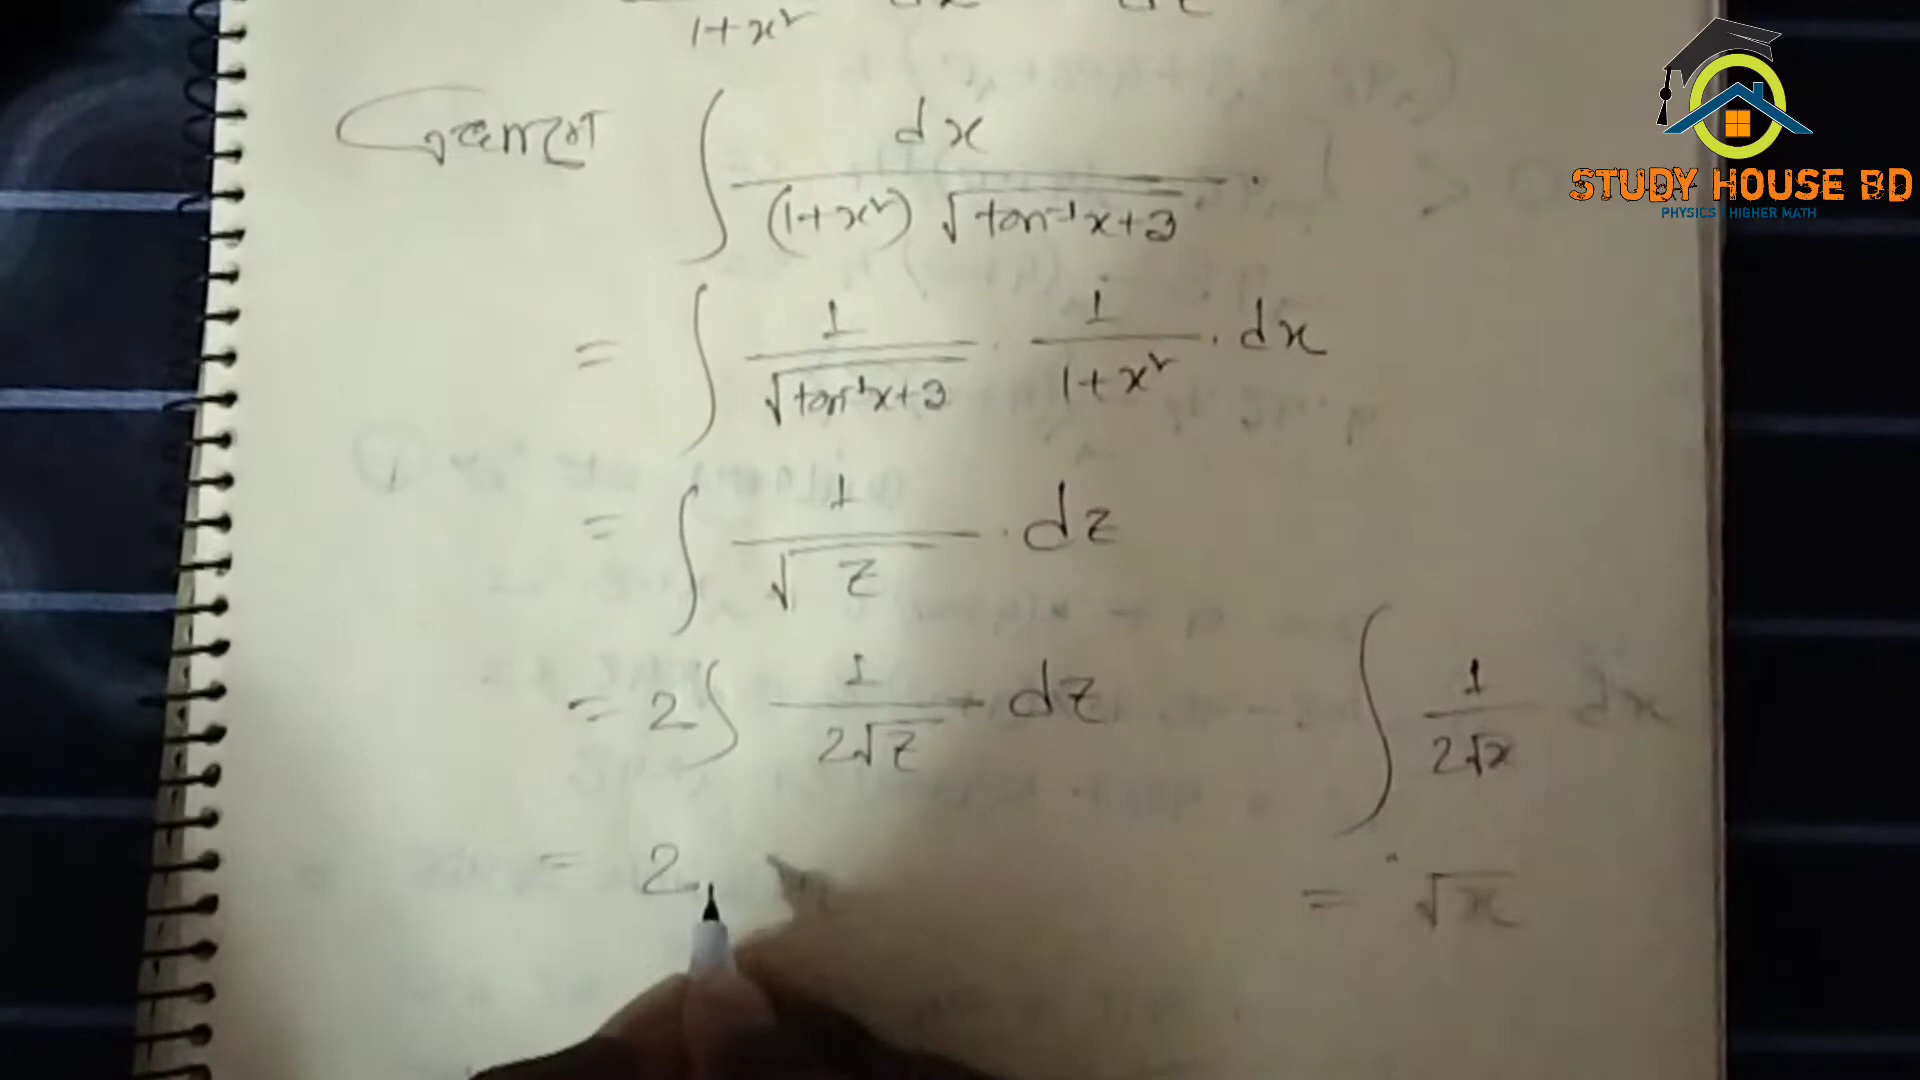 1+x²
∫ dx / (1+x²) √tan⁻¹x+3
= ∫ 1/√tan⁻¹x+3 · 1/1+x² · dx
= ∫ 1/√z · dz
= 2∫ 1/2√z dz
= 2
∫ 1/2√x dx
= √x
STUDY HOUSE BD
PHYSICS | HIGHER MATH